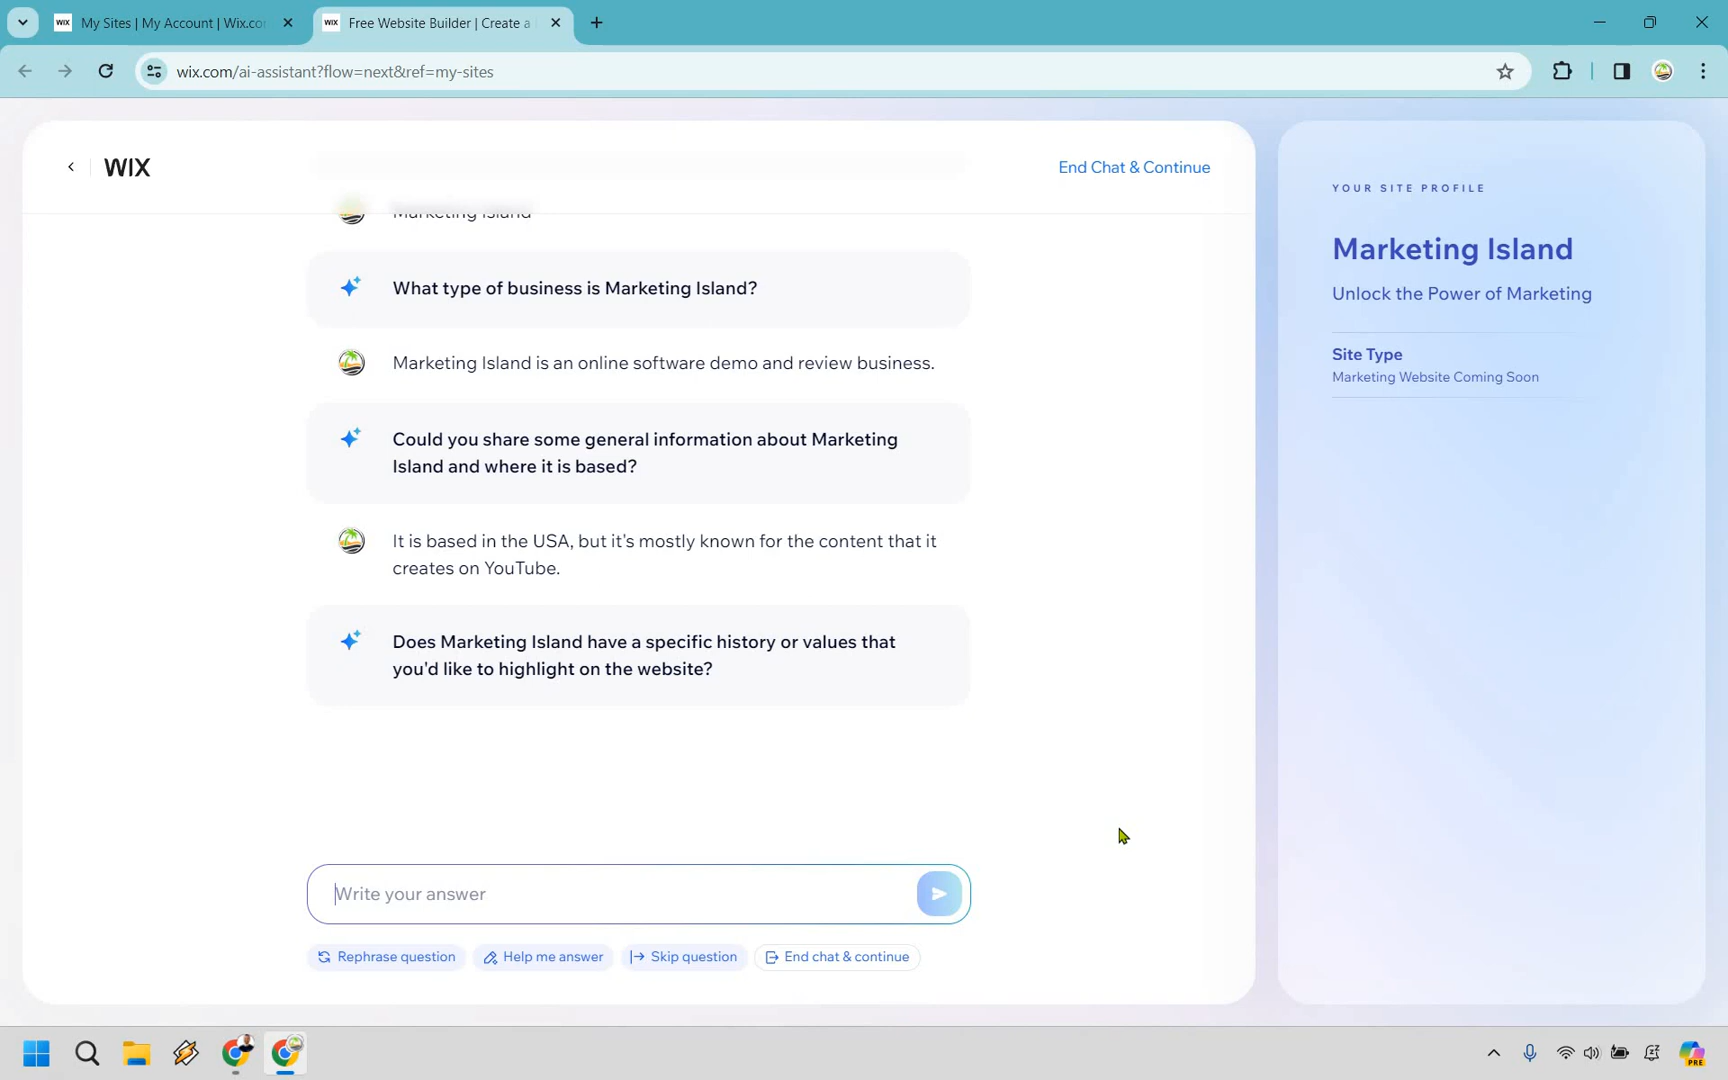 WIX
My Sites | My Account | Wix.co
WIX
Free Website Builder | Create a
wix.com/ai-assistant?flow=next&ref=my-sites
WIX
End Chat & Continue
Marketing Island
What type of business is Marketing Island?
Marketing Island is an online software demo and review business.
Could you share some general information about Marketing
Island and where it is based?
It is based in the USA, but it's mostly known for the content that it
creates on YouTube.
Does Marketing Island have a specific history or values that
you'd like to highlight on the website?
Write your answer
Rephrase question
Help me answer
Skip question
End chat & continue
YOUR SITE PROFILE
Marketing Island
Unlock the Power of Marketing
Site Type
Marketing Website Coming Soon
PRE